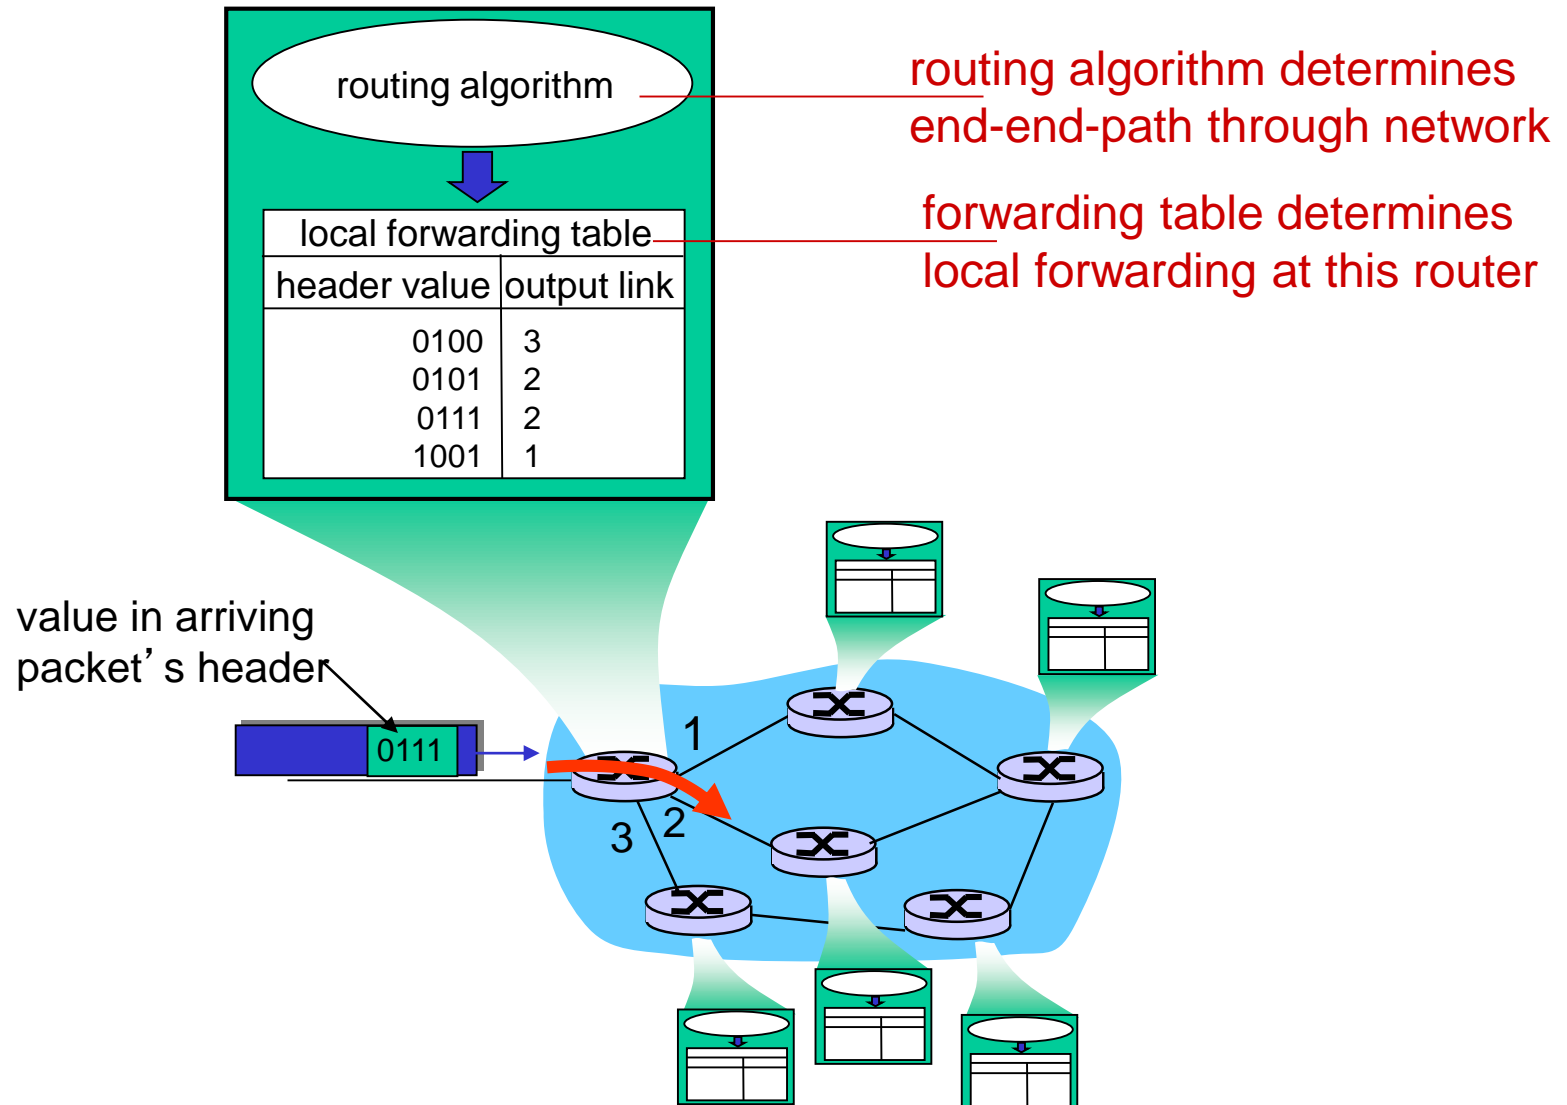 routing algorithm
routing algorithm determines
end-end-path through network
local forwarding table
forwarding table determines
local forwarding at this router
header value output link
0100 3
0101 2
0111 2
1001 1
value in arriving
packet’s header
0111
1
2
3